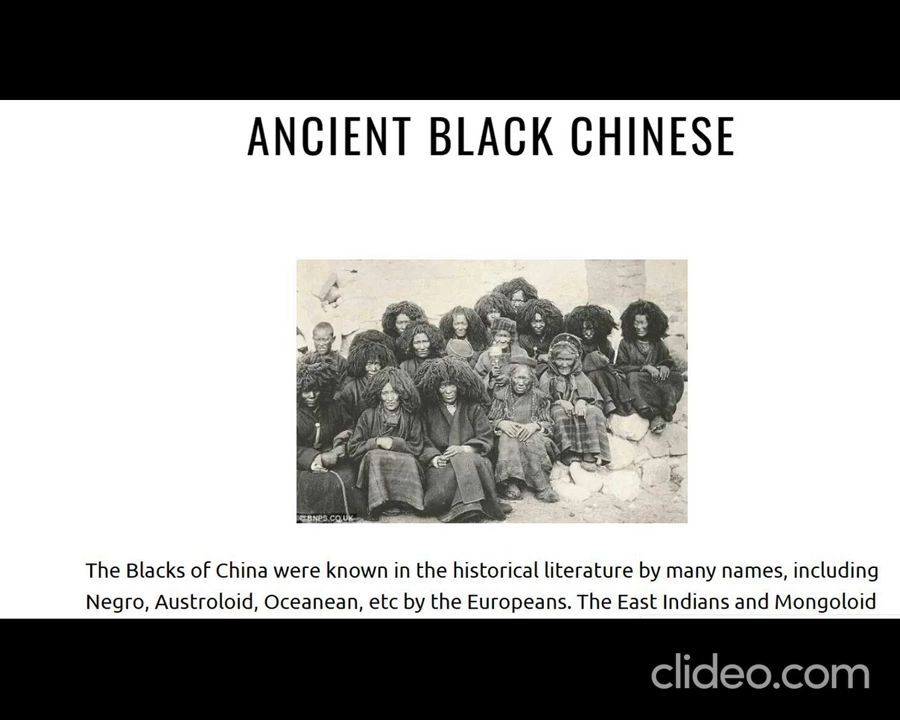 ANCIENT BLACK CHINESE
©BNPS.CO.UK
The Blacks of China were known in the historical literature by many names, including
Negro, Austroloid, Oceanean, etc by the Europeans. The East Indians and Mongoloid
clideo.com